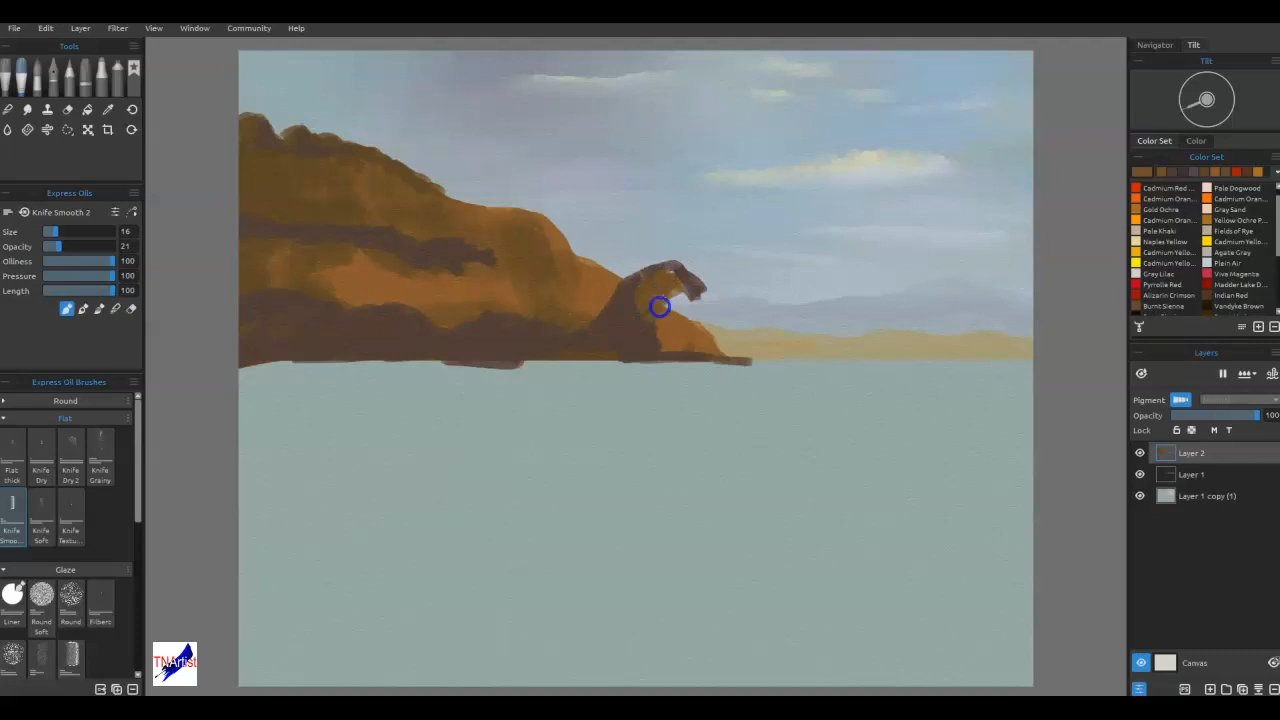 File Edit Layer Filter View Window Community Help
Tools
Express Oils
Knife Smooth 2
Size 16
Opacity 21
Oiliness 100
Pressure 100
Length 100
Express Oil Brushes
Round
Flat
Flat thick
Knife Dry
Knife Dry 2
Knife Grainy
Knife Smoo...
Knife Soft
Knife Textu...
Glaze
Liner
Round Soft
Round
Filbert
TNArtist
Navigator Tilt
Tilt
Color Set Color
Color Set
Cadmium Red ... Pale Dogwood
Cadmium Oran... Cadmium Oran...
Gold Ochre Gray Sand
Cadmium Oran... Yellow Ochre P...
Pale Khaki Fields of Rye
Naples Yellow Cadmium Yello...
Cadmium Yello... Agate Gray
Cadmium Yello... Plain Air
Gray Lilac Viva Magenta
Pyrrolla Red Madder Lake D...
Alizarin Crimson Indian Red
Burnt Sienna Vandyke Brown
Layers
Pigment
Opacity 100
Lock M T
Layer 2
Layer 1
Layer 1 copy (1)
Canvas
PS